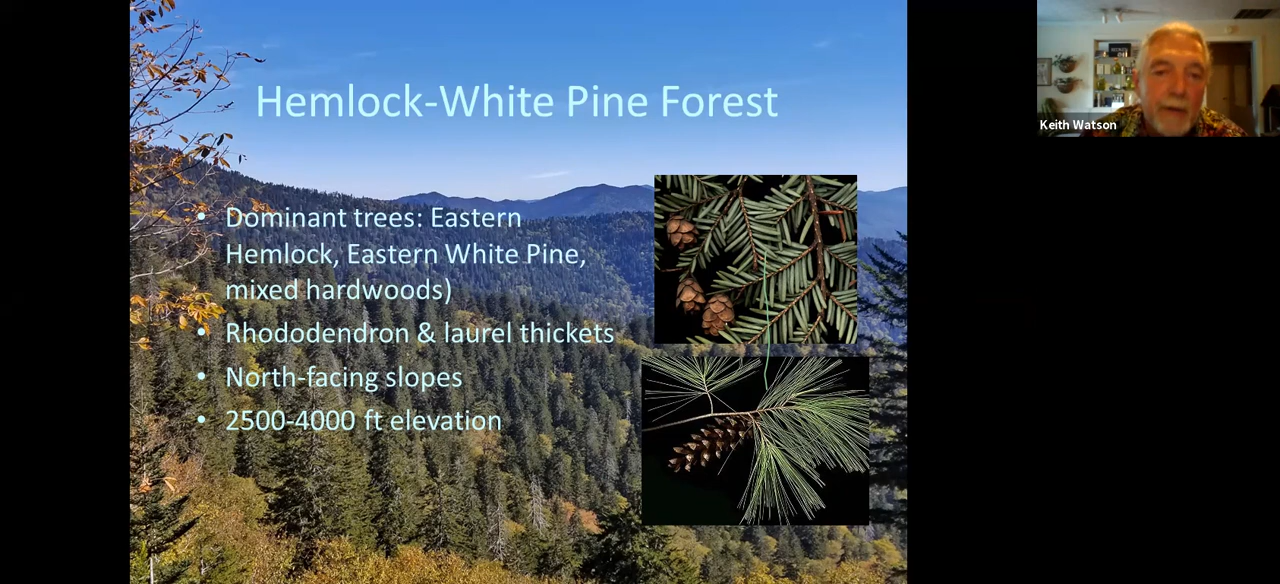 Hemlock-White Pine Forest
• Dominant trees: Eastern
Hemlock, Eastern White Pine,
mixed hardwoods)
• Rhododendron & laurel thickets
• North-facing slopes
• 2500-4000 ft elevation
Keith Watson